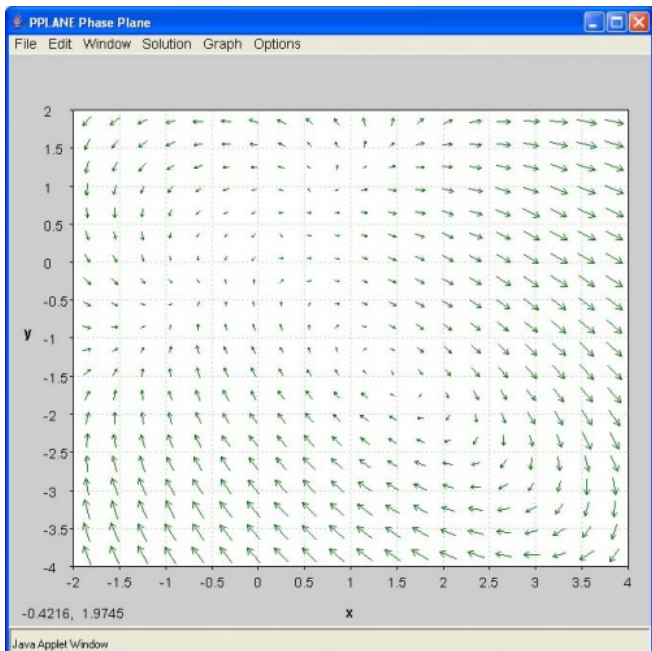 PPLANE Phase Plane
File Edit Window Solution Graph Options
2
1.5
1
0.5
0
-0.5
y
-1
-1.5
-2
-2.5
-3
-3.5
-4
-2 -1.5 -1 -0.5 0 0.5 1 1.5 2 2.5 3 3.5 4
-0.4216, 1.9745 x
Java Applet Window